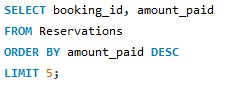 SELECT booking_id, amount_paid
FROM Reservations
ORDER BY amount_paid DESC
LIMIT 5;